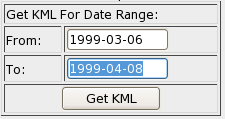 Get KML For Date Range:
From: 1999-03-06
To: 1999-04-08
Get KML